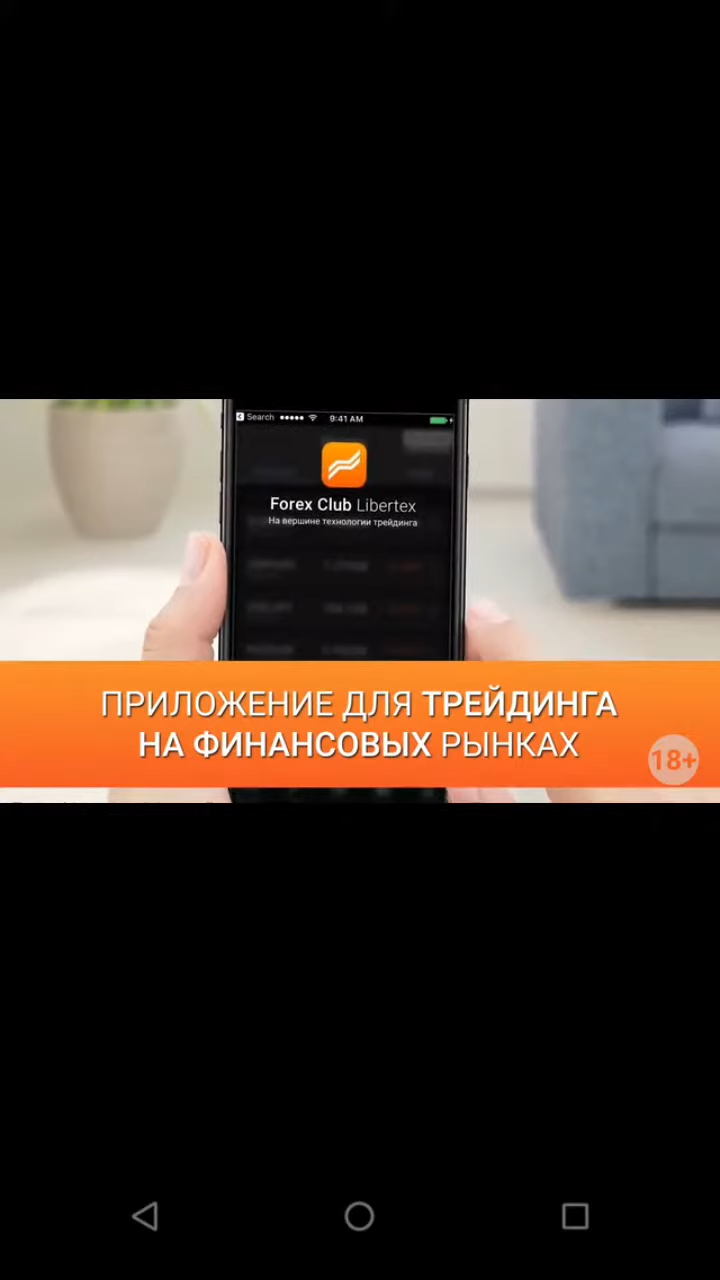 Search 9:41 AM
Forex Club Libertex
На вершине технологии трейдинга
ПРИЛОЖЕНИЕ ДЛЯ ТРЕЙДИНГА
НА ФИНАНСОВЫХ РЫНКАХ
18+